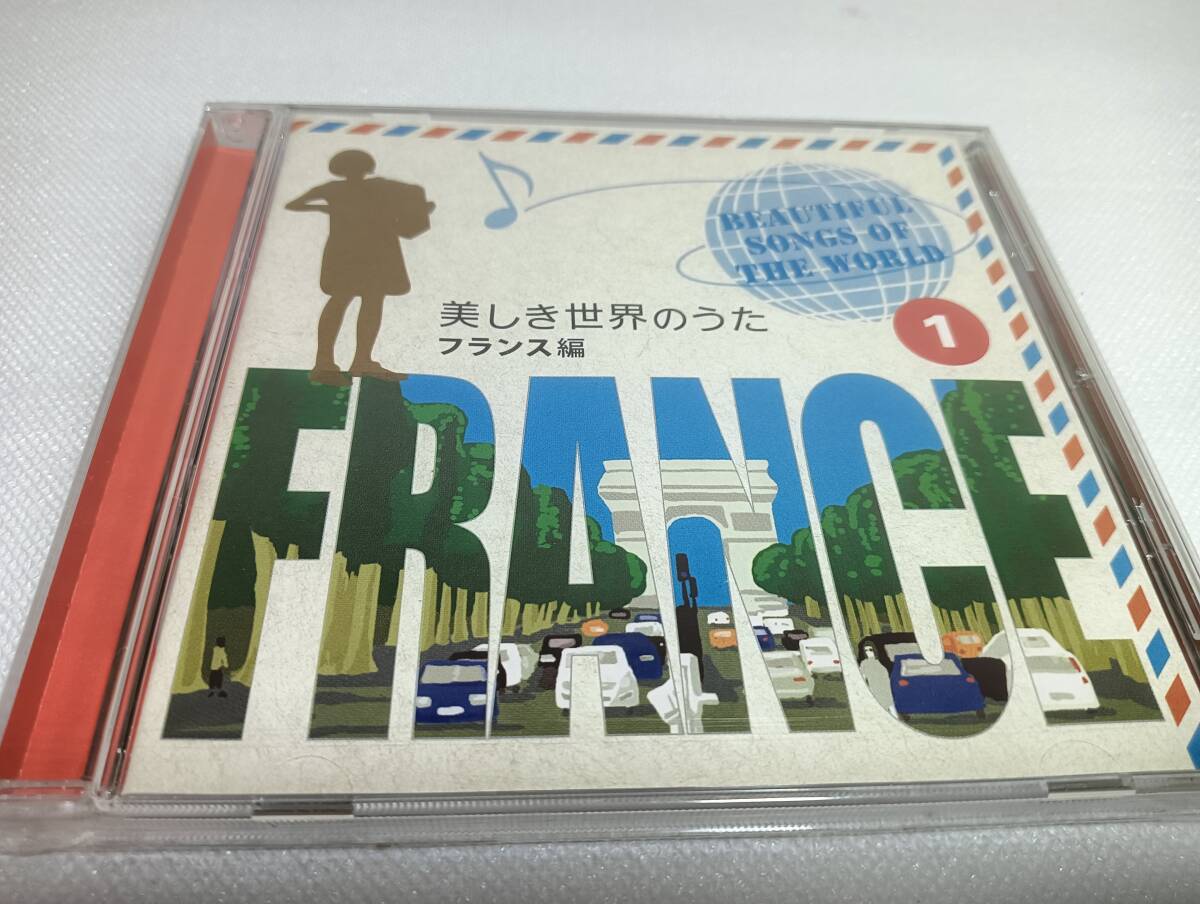 BEAUTIFUL
SONGS OF
THE WORLD
美しき世界のうた
フランス編
1
FRANCE